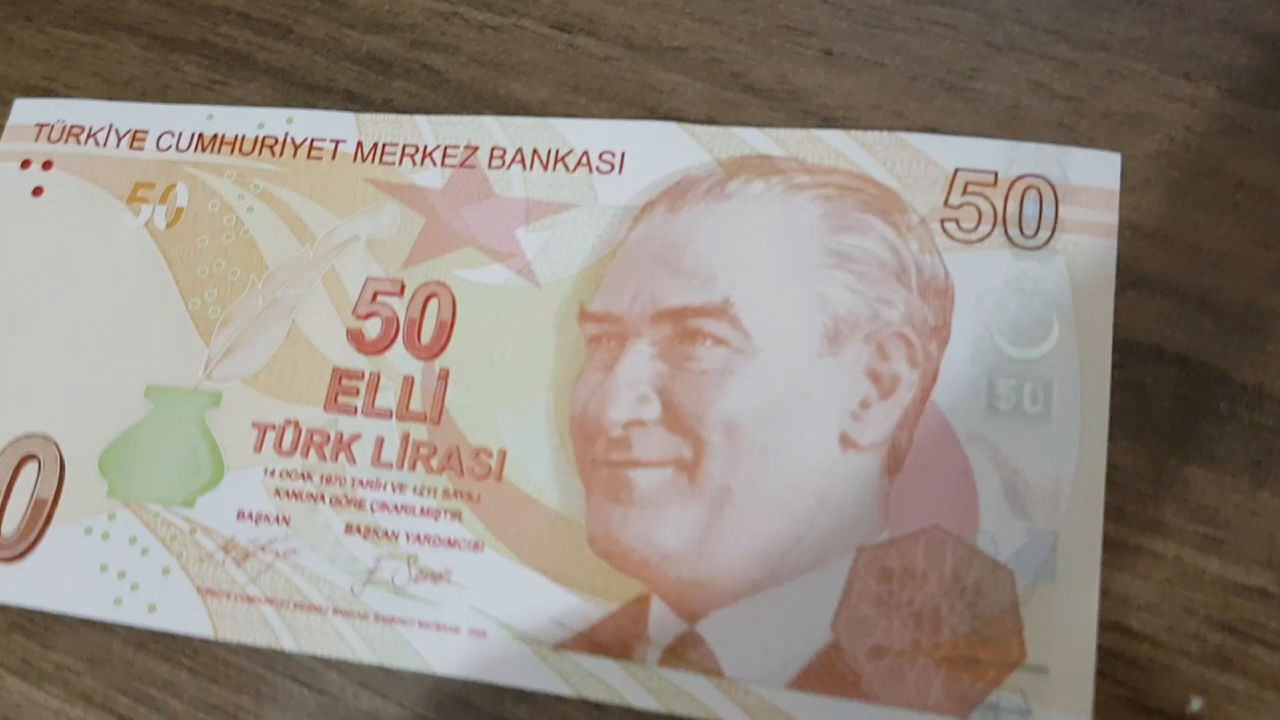 TÜRKİYE CUMHURİYET MERKEZ BANKASI
50
50
50
ELLİ
TÜRK LİRASI
14 OCAK 1970 TARİH VE 1211 SAYILI
KANUNA GÖRE ÇIKARILMIŞTIR.
BAŞKAN
BAŞKAN YARDIMCISI
50
0